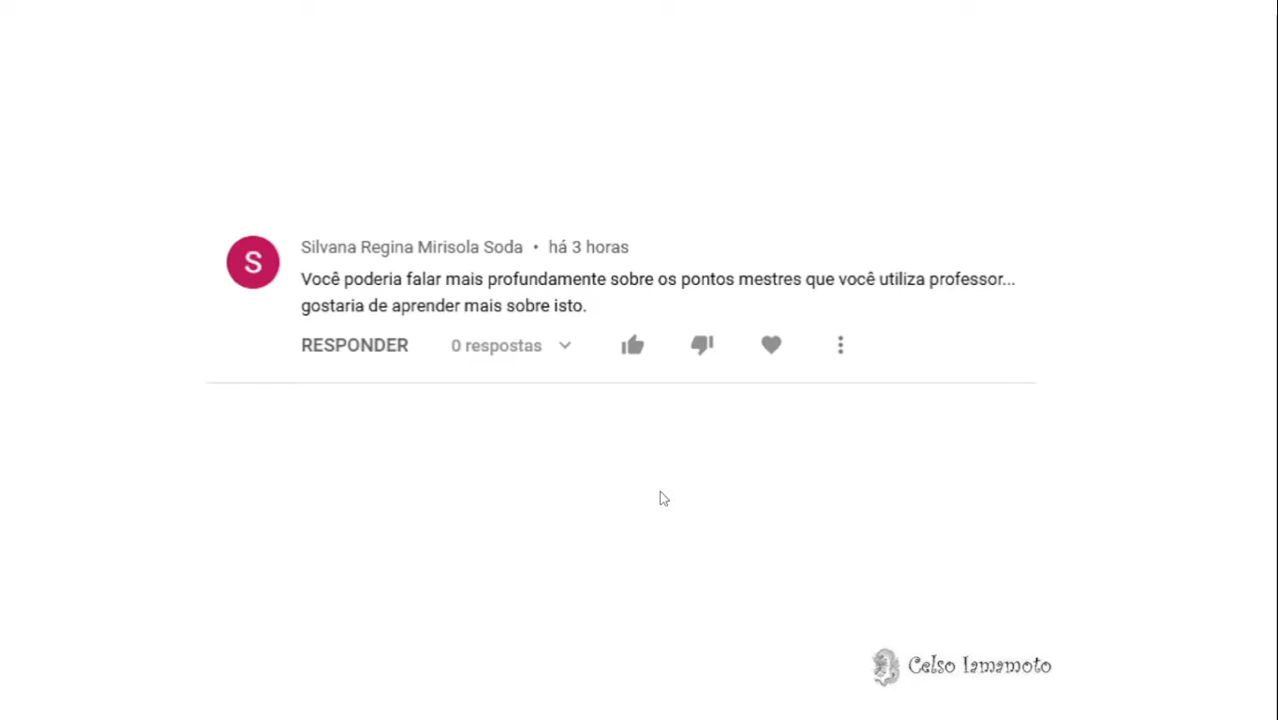 Silvana Regina Mirisola Soda • há 3 horas
S
Você poderia falar mais profundamente sobre os pontos mestres que você utiliza professor...
gostaria de aprender mais sobre isto.
RESPONDER 0 respostas
Celso Iamamoto